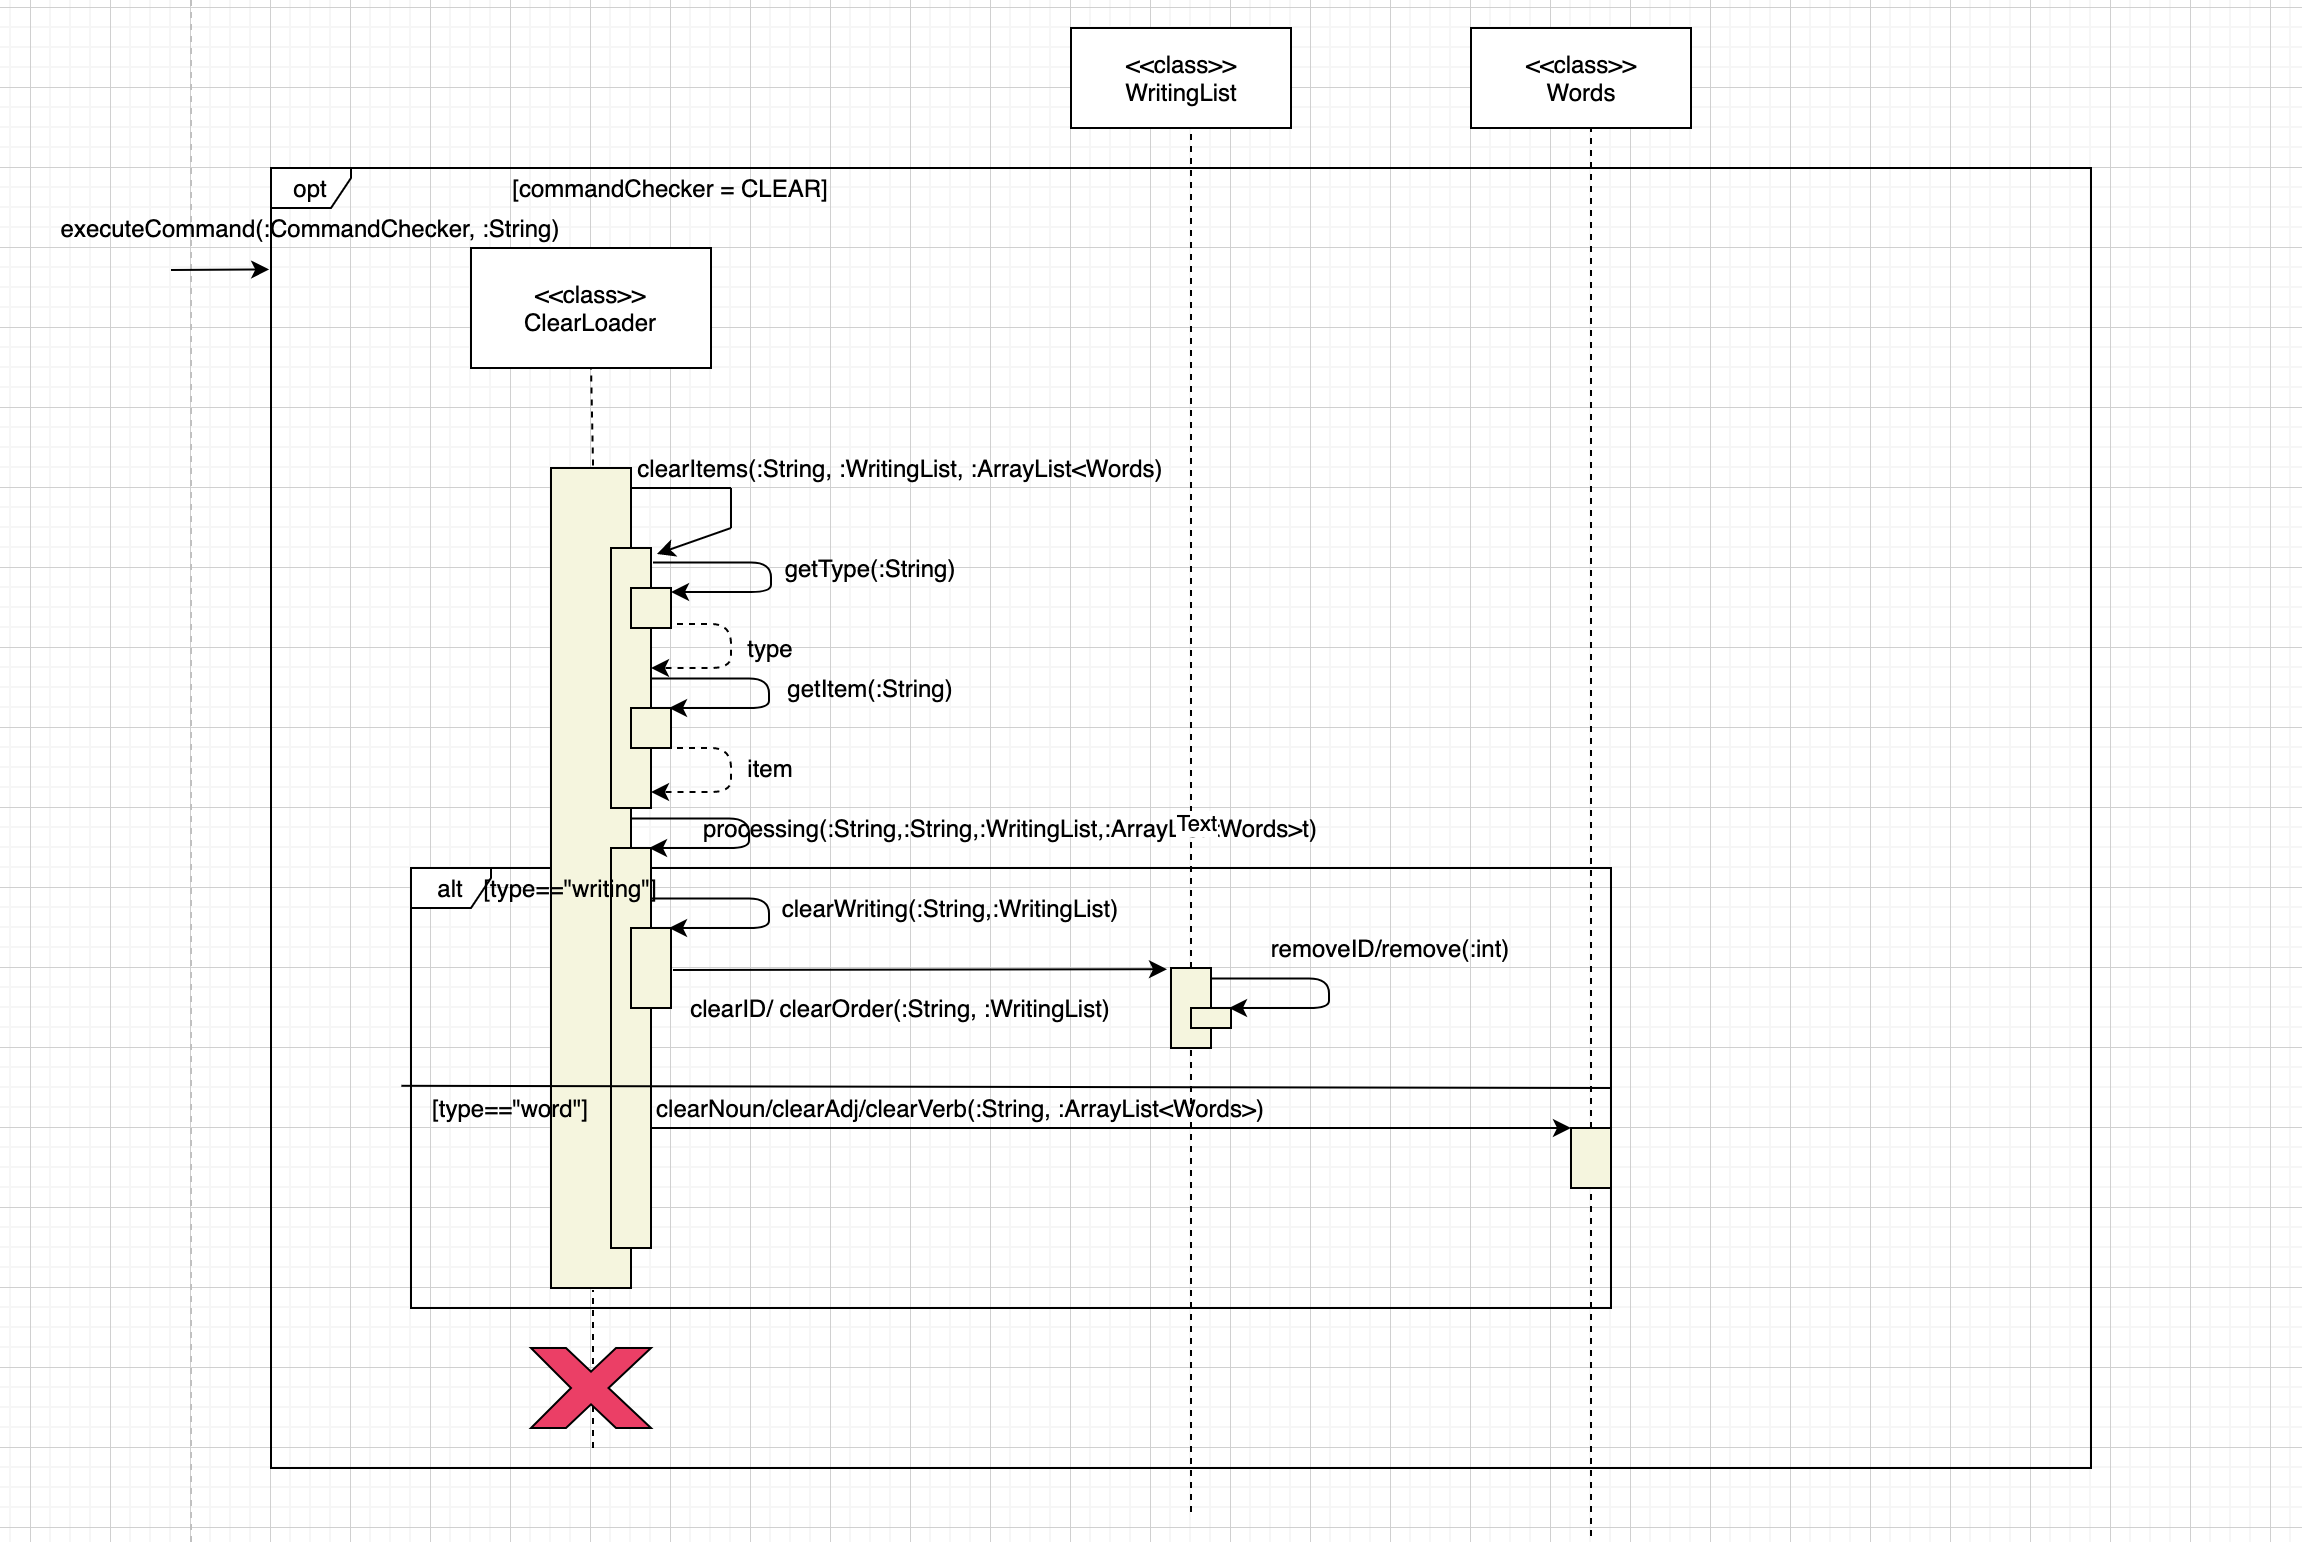 <<class>>
WritingList
<<class>>
Words
opt
[commandChecker = CLEAR]
executeCommand(:CommandChecker, :String)
<<class>>
ClearLoader
clearItems(:String, :WritingList, :ArrayList<Words)
getType(:String)
type
getItem(:String)
item
processing(:String,:String,:WritingList,:ArrayL Words>t)
Text
alt
[type=="writing"]
clearWriting(:String,:WritingList)
removeID/remove(:int)
clearID/ clearOrder(:String, :WritingList)
[type=="word"]
clearNoun/clearAdj/clearVerb(:String, :ArrayList<Words>)